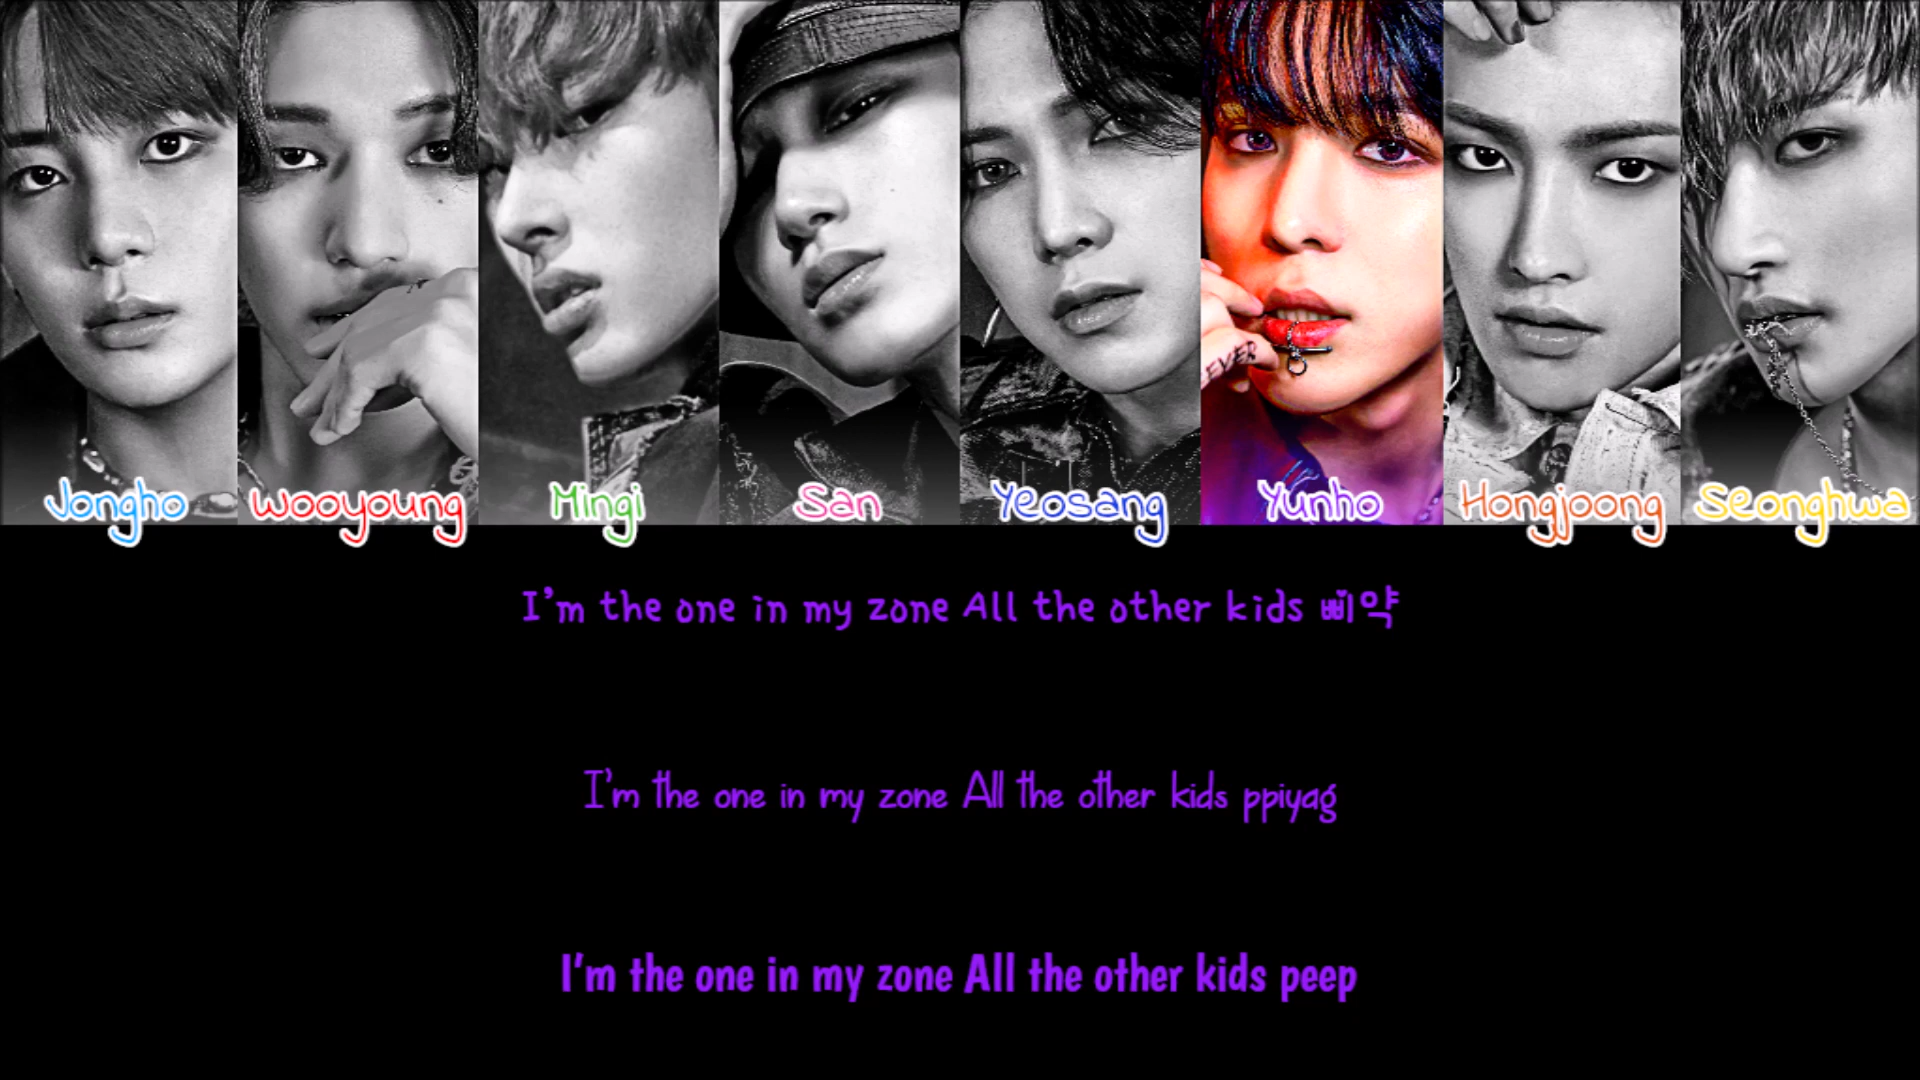 Jongho Wooyoung Mingi San Yeosang Yunho Hongjoong Seonghwa
I'm the one in my zone All the other kids 삐약
I'm the one in my zone All the other kids ppiyag
I'm the one in my zone All the other kids peep